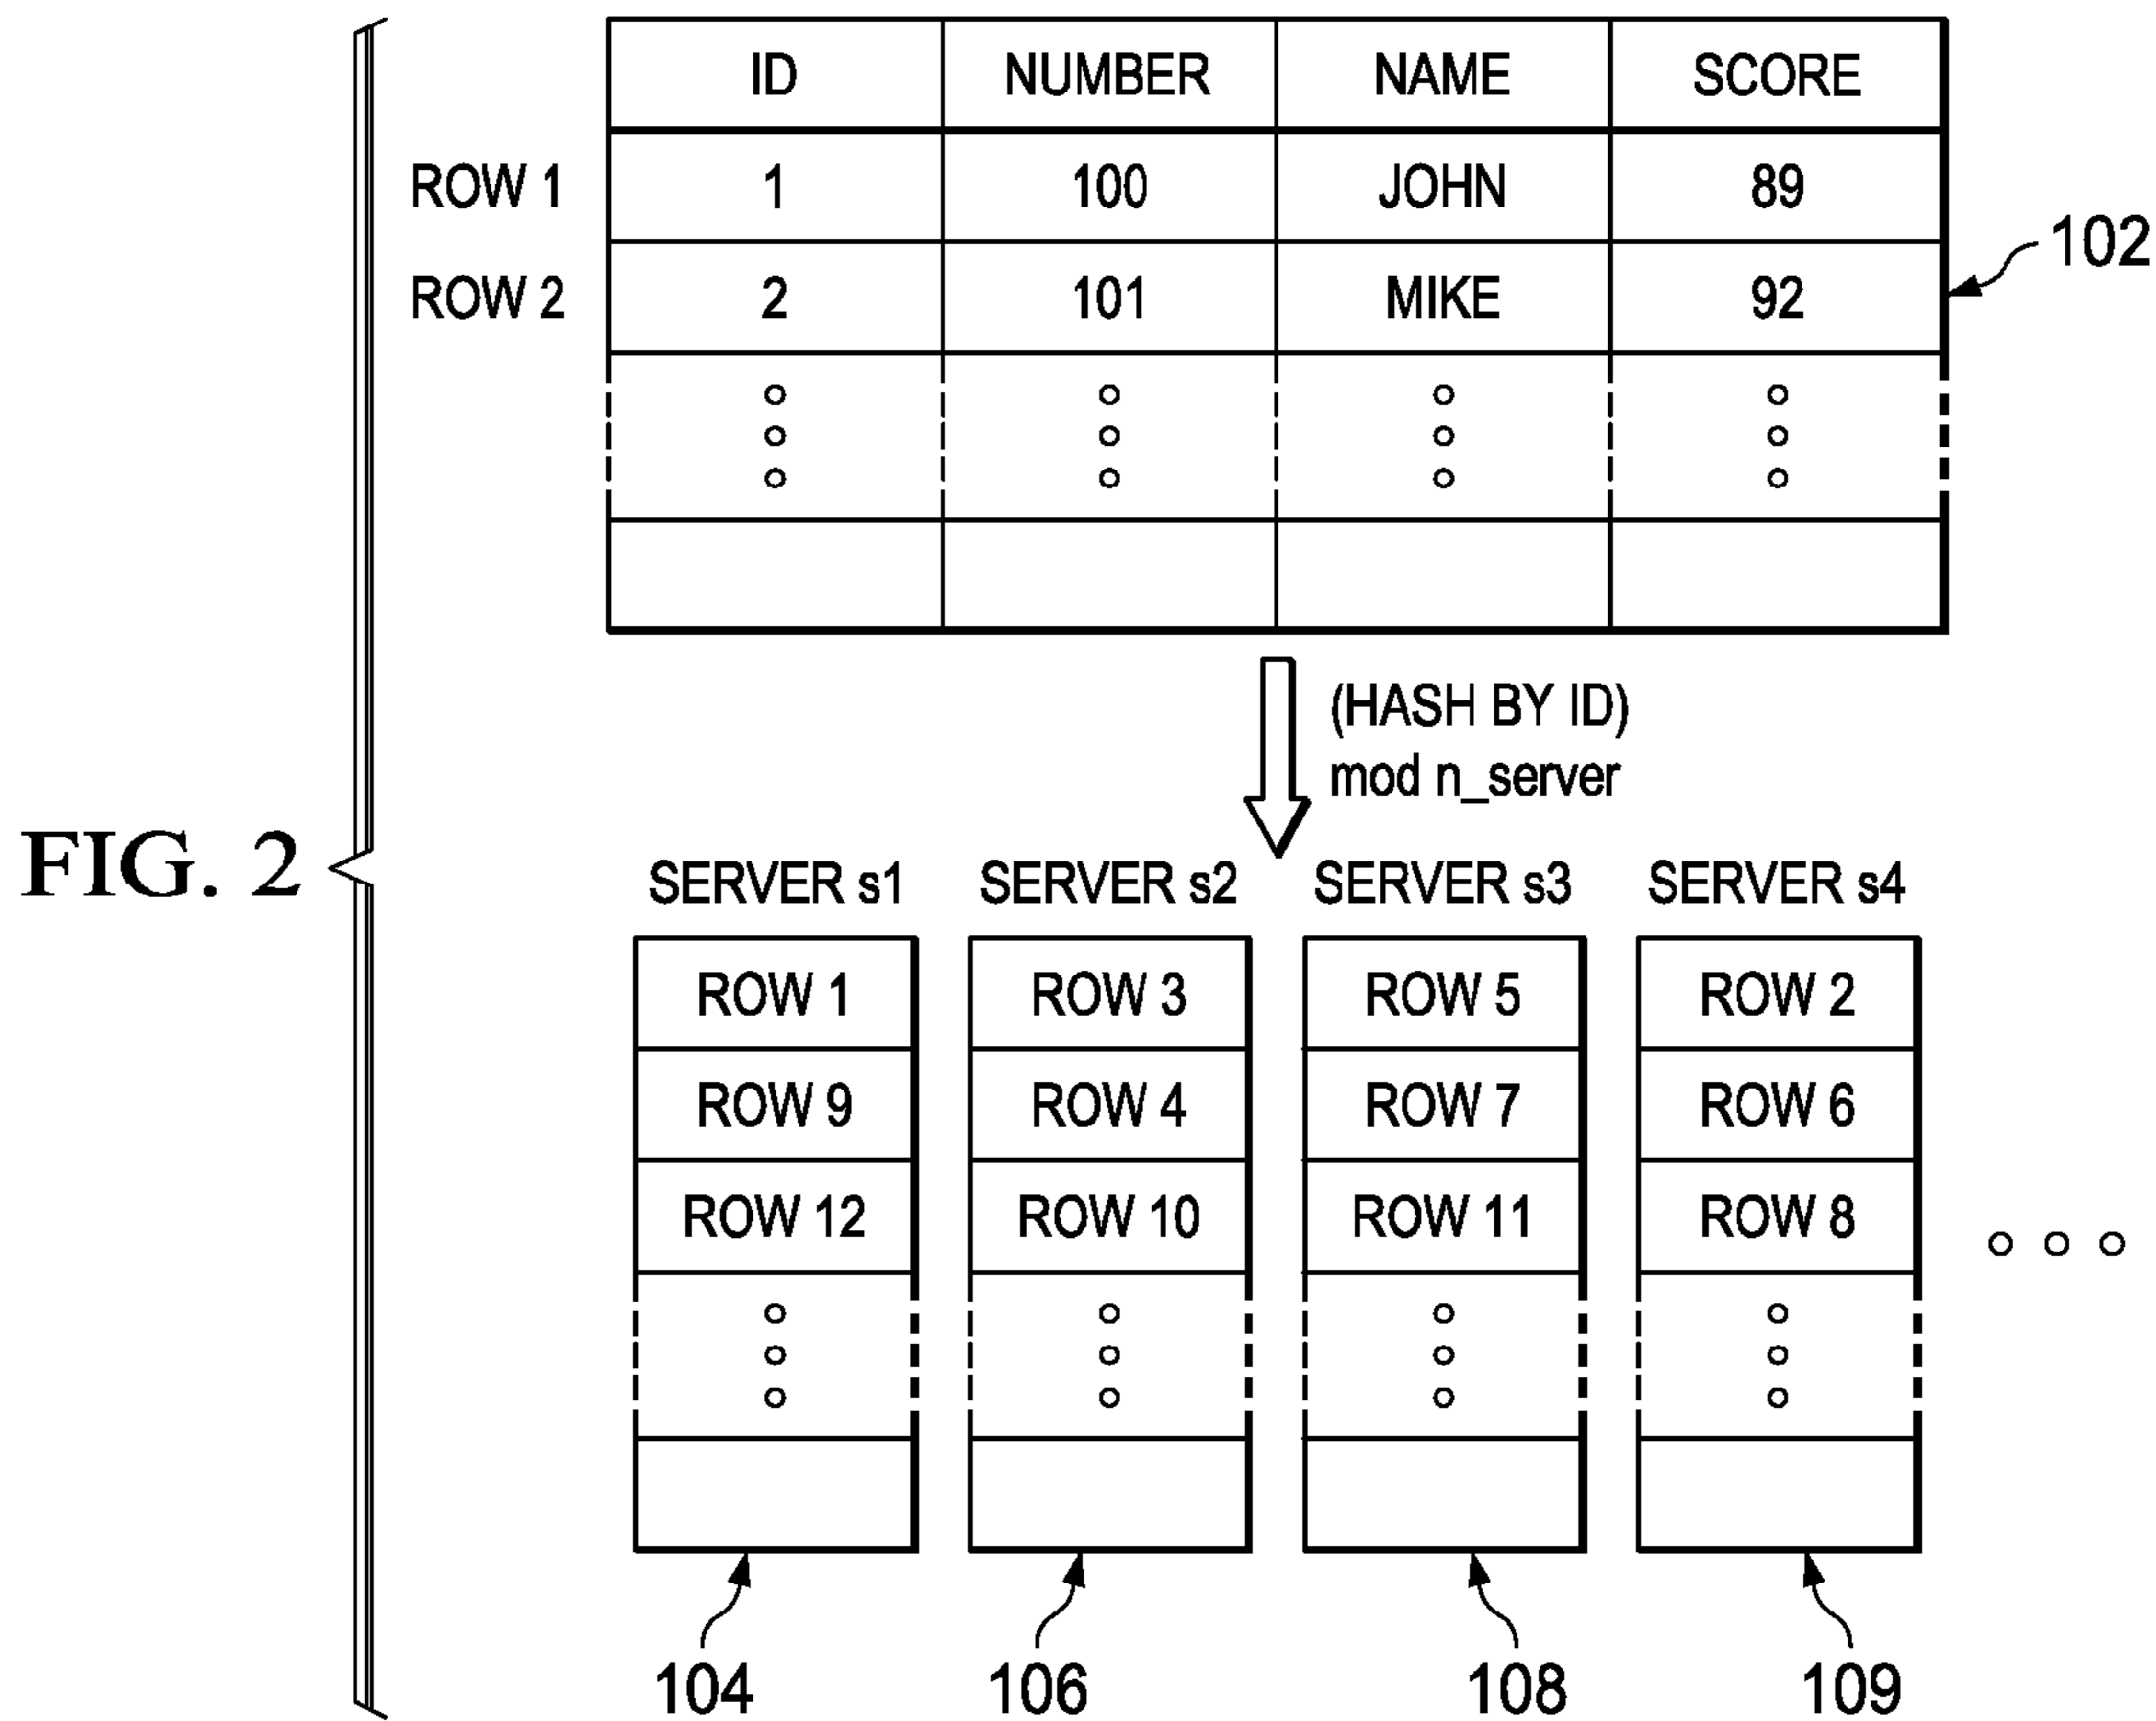 ID NUMBER NAME SCORE
ROW 1 1 100 JOHN 89
ROW 2 2 101 MIKE 92
102
(HASH BY ID)
mod n_server
FIG. 2
SERVER s1 SERVER s2 SERVER s3 SERVER s4
ROW 1 ROW 3 ROW 5 ROW 2
ROW 9 ROW 4 ROW 7 ROW 6
ROW 12 ROW 10 ROW 11 ROW 8
104 106 108 109